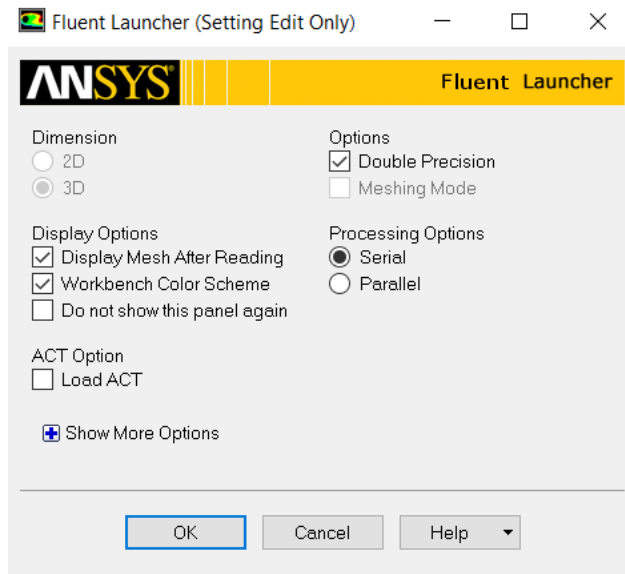 Fluent Launcher (Setting Edit Only)
ANSYS Fluent Launcher
Dimension
2D
3D
Options
Double Precision
Meshing Mode
Display Options
Display Mesh After Reading
Workbench Color Scheme
Do not show this panel again
Processing Options
Serial
Parallel
ACT Option
Load ACT
Show More Options
OK Cancel Help